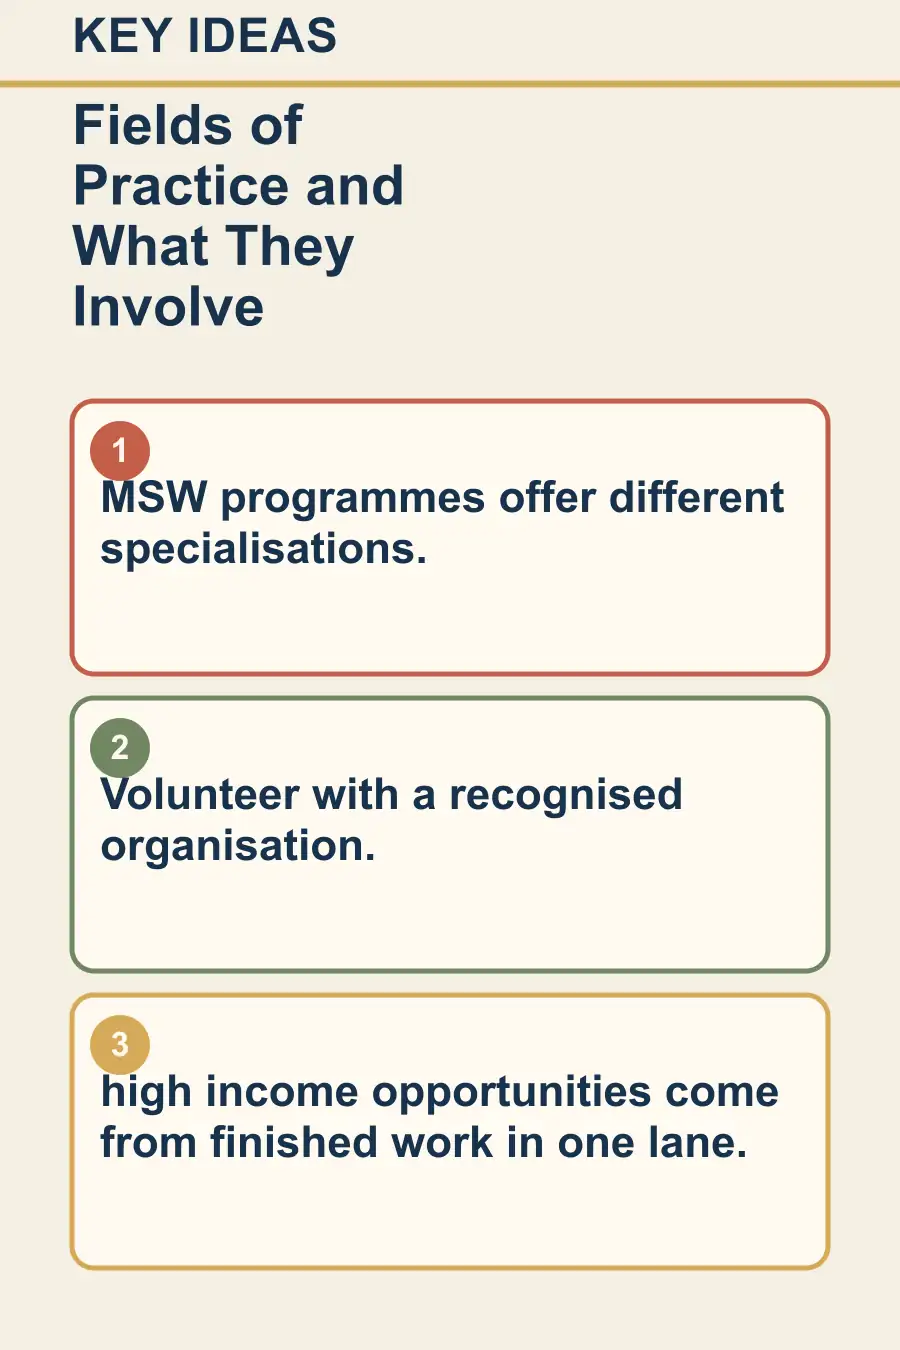 KEY IDEAS
Fields of
Practice and
What They
Involve
1
MSW programmes offer different
specialisations.
2
Volunteer with a recognised
organisation.
3
high income opportunities come
from finished work in one lane.